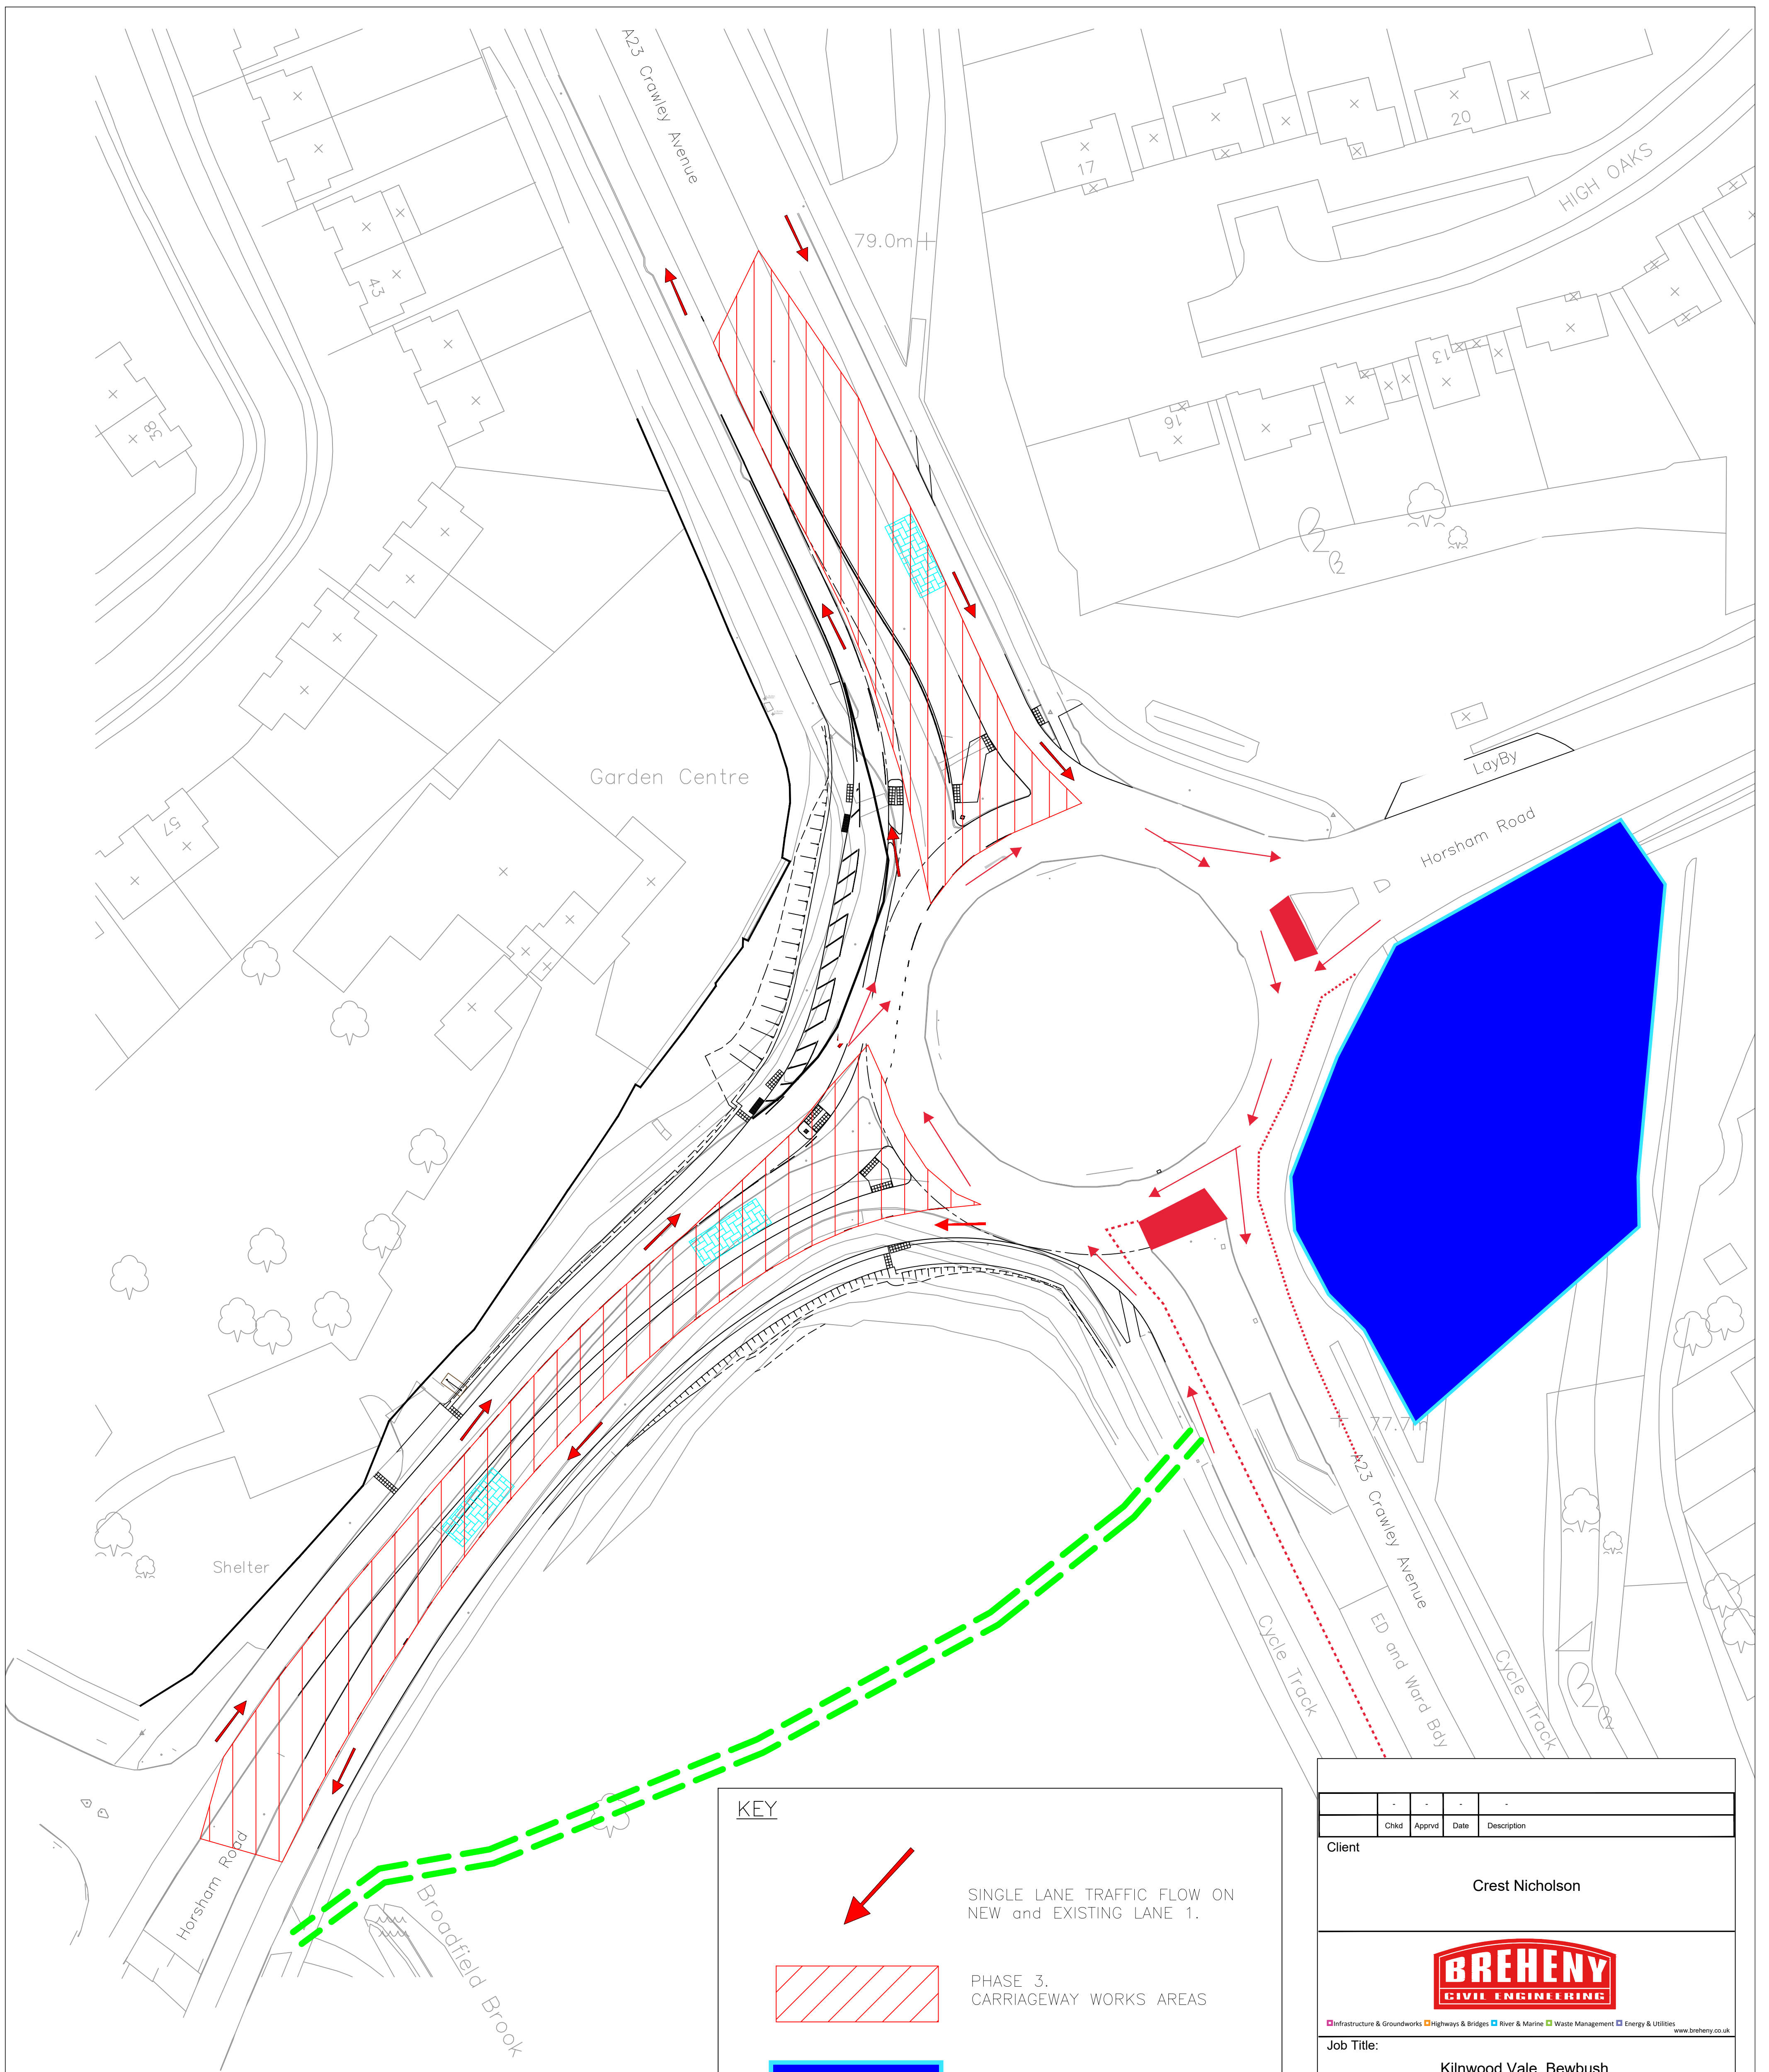 A23 Crawley Avenue
17
20
HIGH OAKS
79.0m
43
13
38
16
LayBy
Garden Centre
Horsham Road
57
77.7m
A23 Crawley Avenue
Shelter
Cycle Track
ED and Ward Bdy
Cycle Track
Horsham Road
Broadfield Brook
KEY
SINGLE LANE TRAFFIC FLOW ON
NEW and EXISTING LANE 1.
PHASE 3.
CARRIAGEWAY WORKS AREAS
- - - -
Chkd Apprvd Date Description
Client
Crest Nicholson
BREHENY
CIVIL ENGINEERING
Infrastructure & Groundworks Highways & Bridges River & Marine Waste Management Energy & Utilities
www.breheny.co.uk
Job Title:
Kilnwood Vale, Bewbush